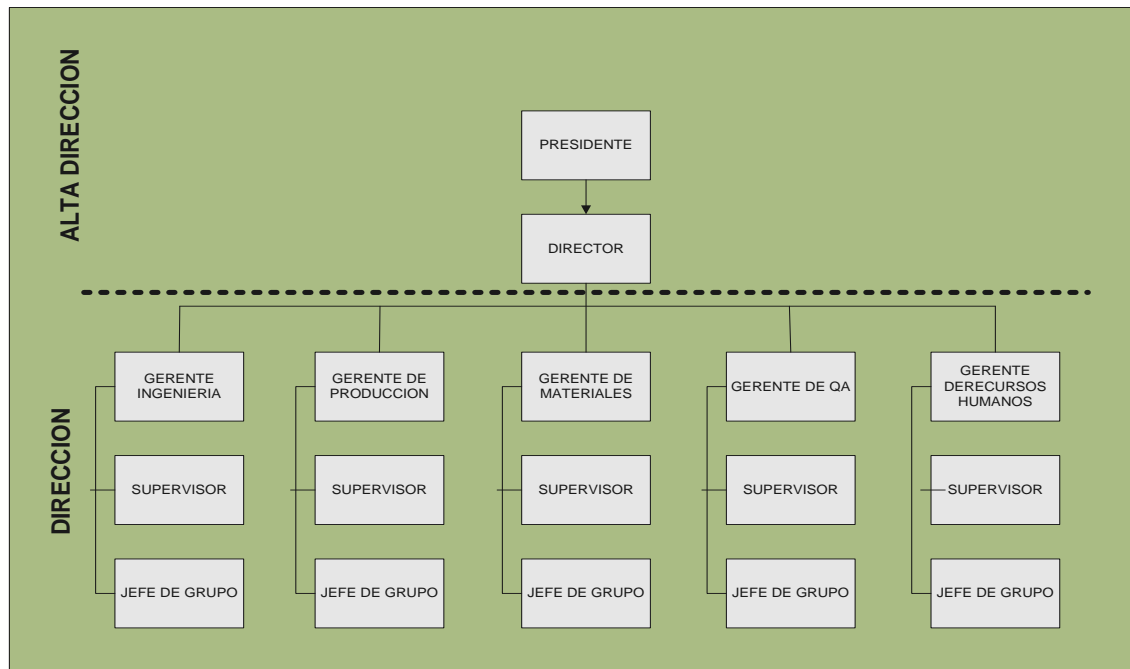 ALTA DIRECCION
PRESIDENTE
DIRECTOR
DIRECCION
GERENTE
INGENIERIA
GERENTE DE
PRODUCCION
GERENTE DE
MATERIALES
GERENTE DE QA
GERENTE
DERECURSOS
HUMANOS
SUPERVISOR
SUPERVISOR
SUPERVISOR
SUPERVISOR
SUPERVISOR
JEFE DE GRUPO
JEFE DE GRUPO
JEFE DE GRUPO
JEFE DE GRUPO
JEFE DE GRUPO